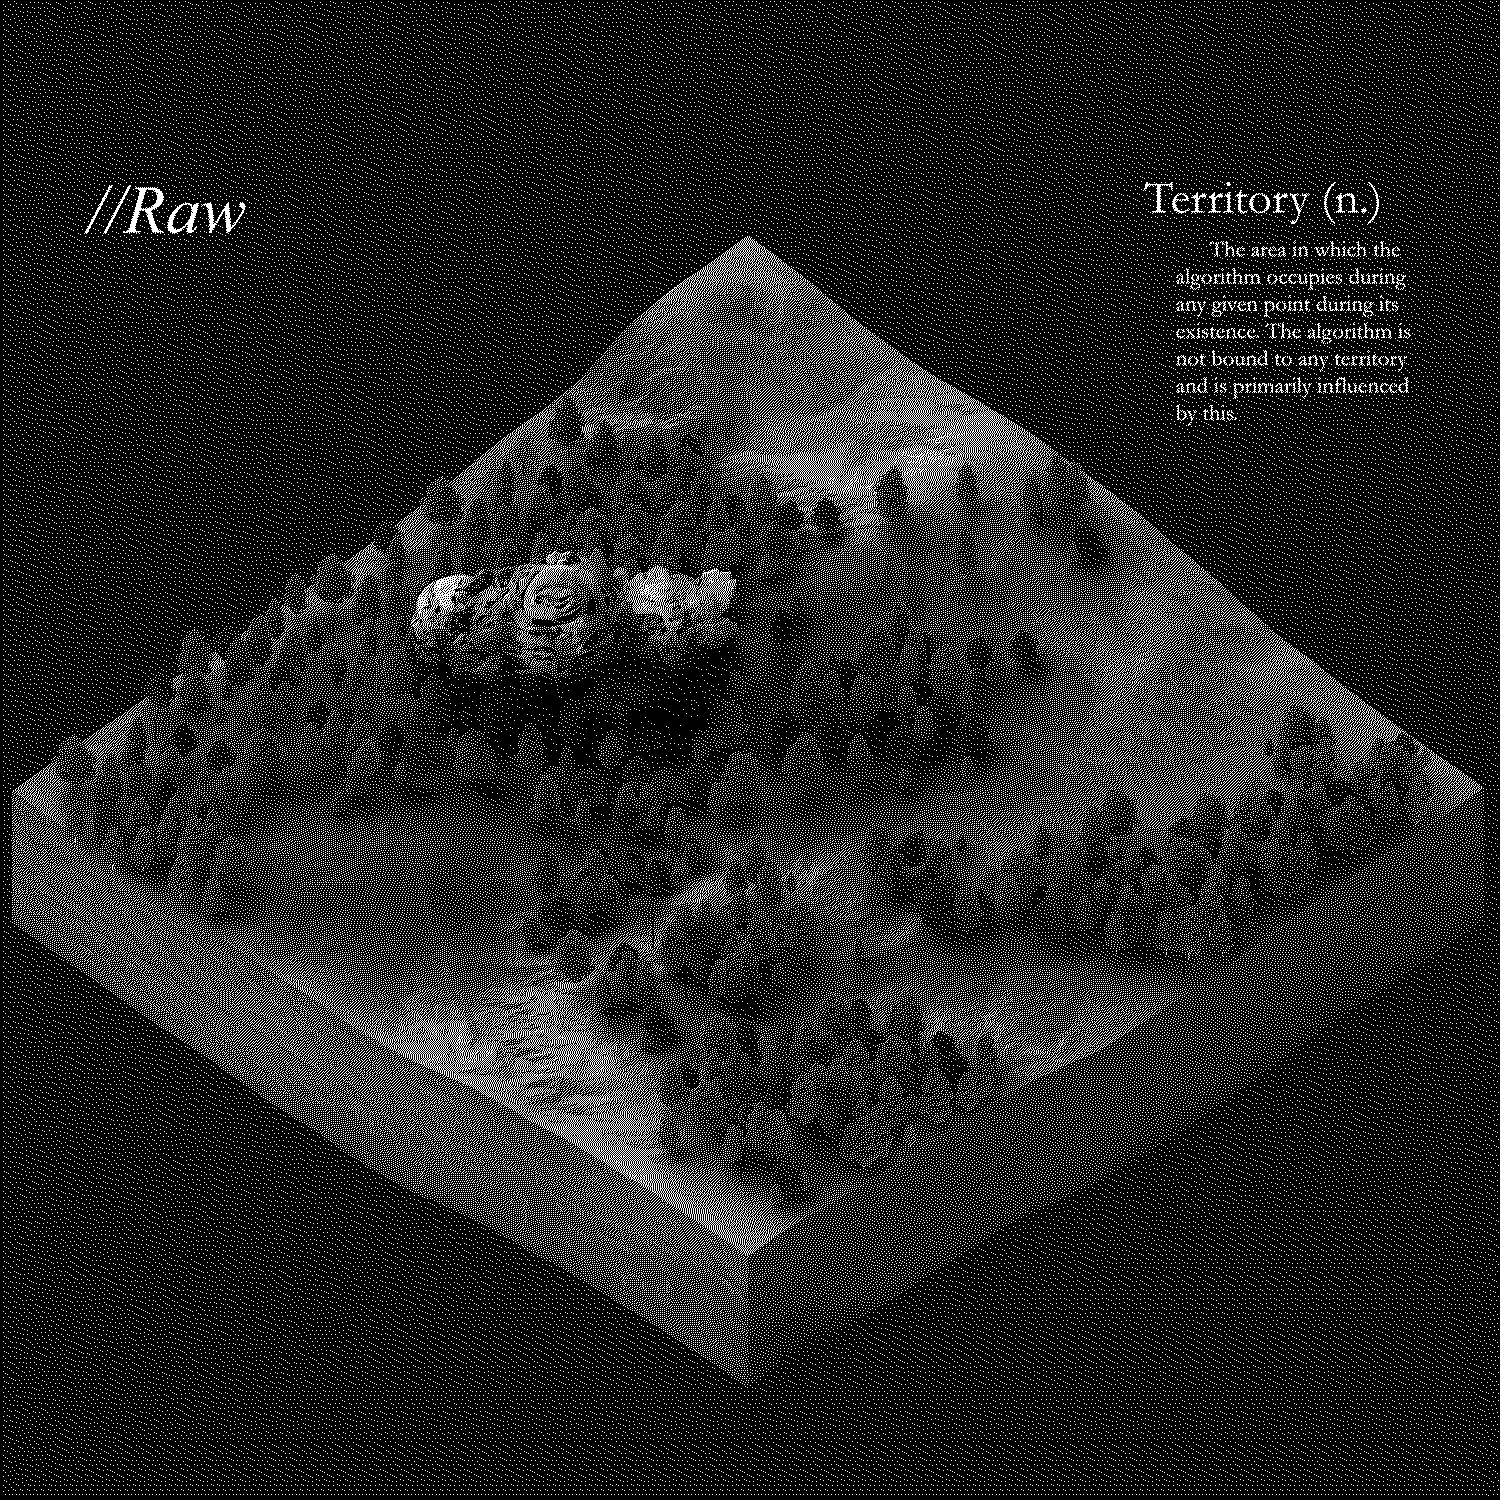 //Raw
Territory (n.)
The area in which the
algorithm occupies during
any given point during its
existence. The algorithm is
not bound to any territory
and is primarily influenced
by this.